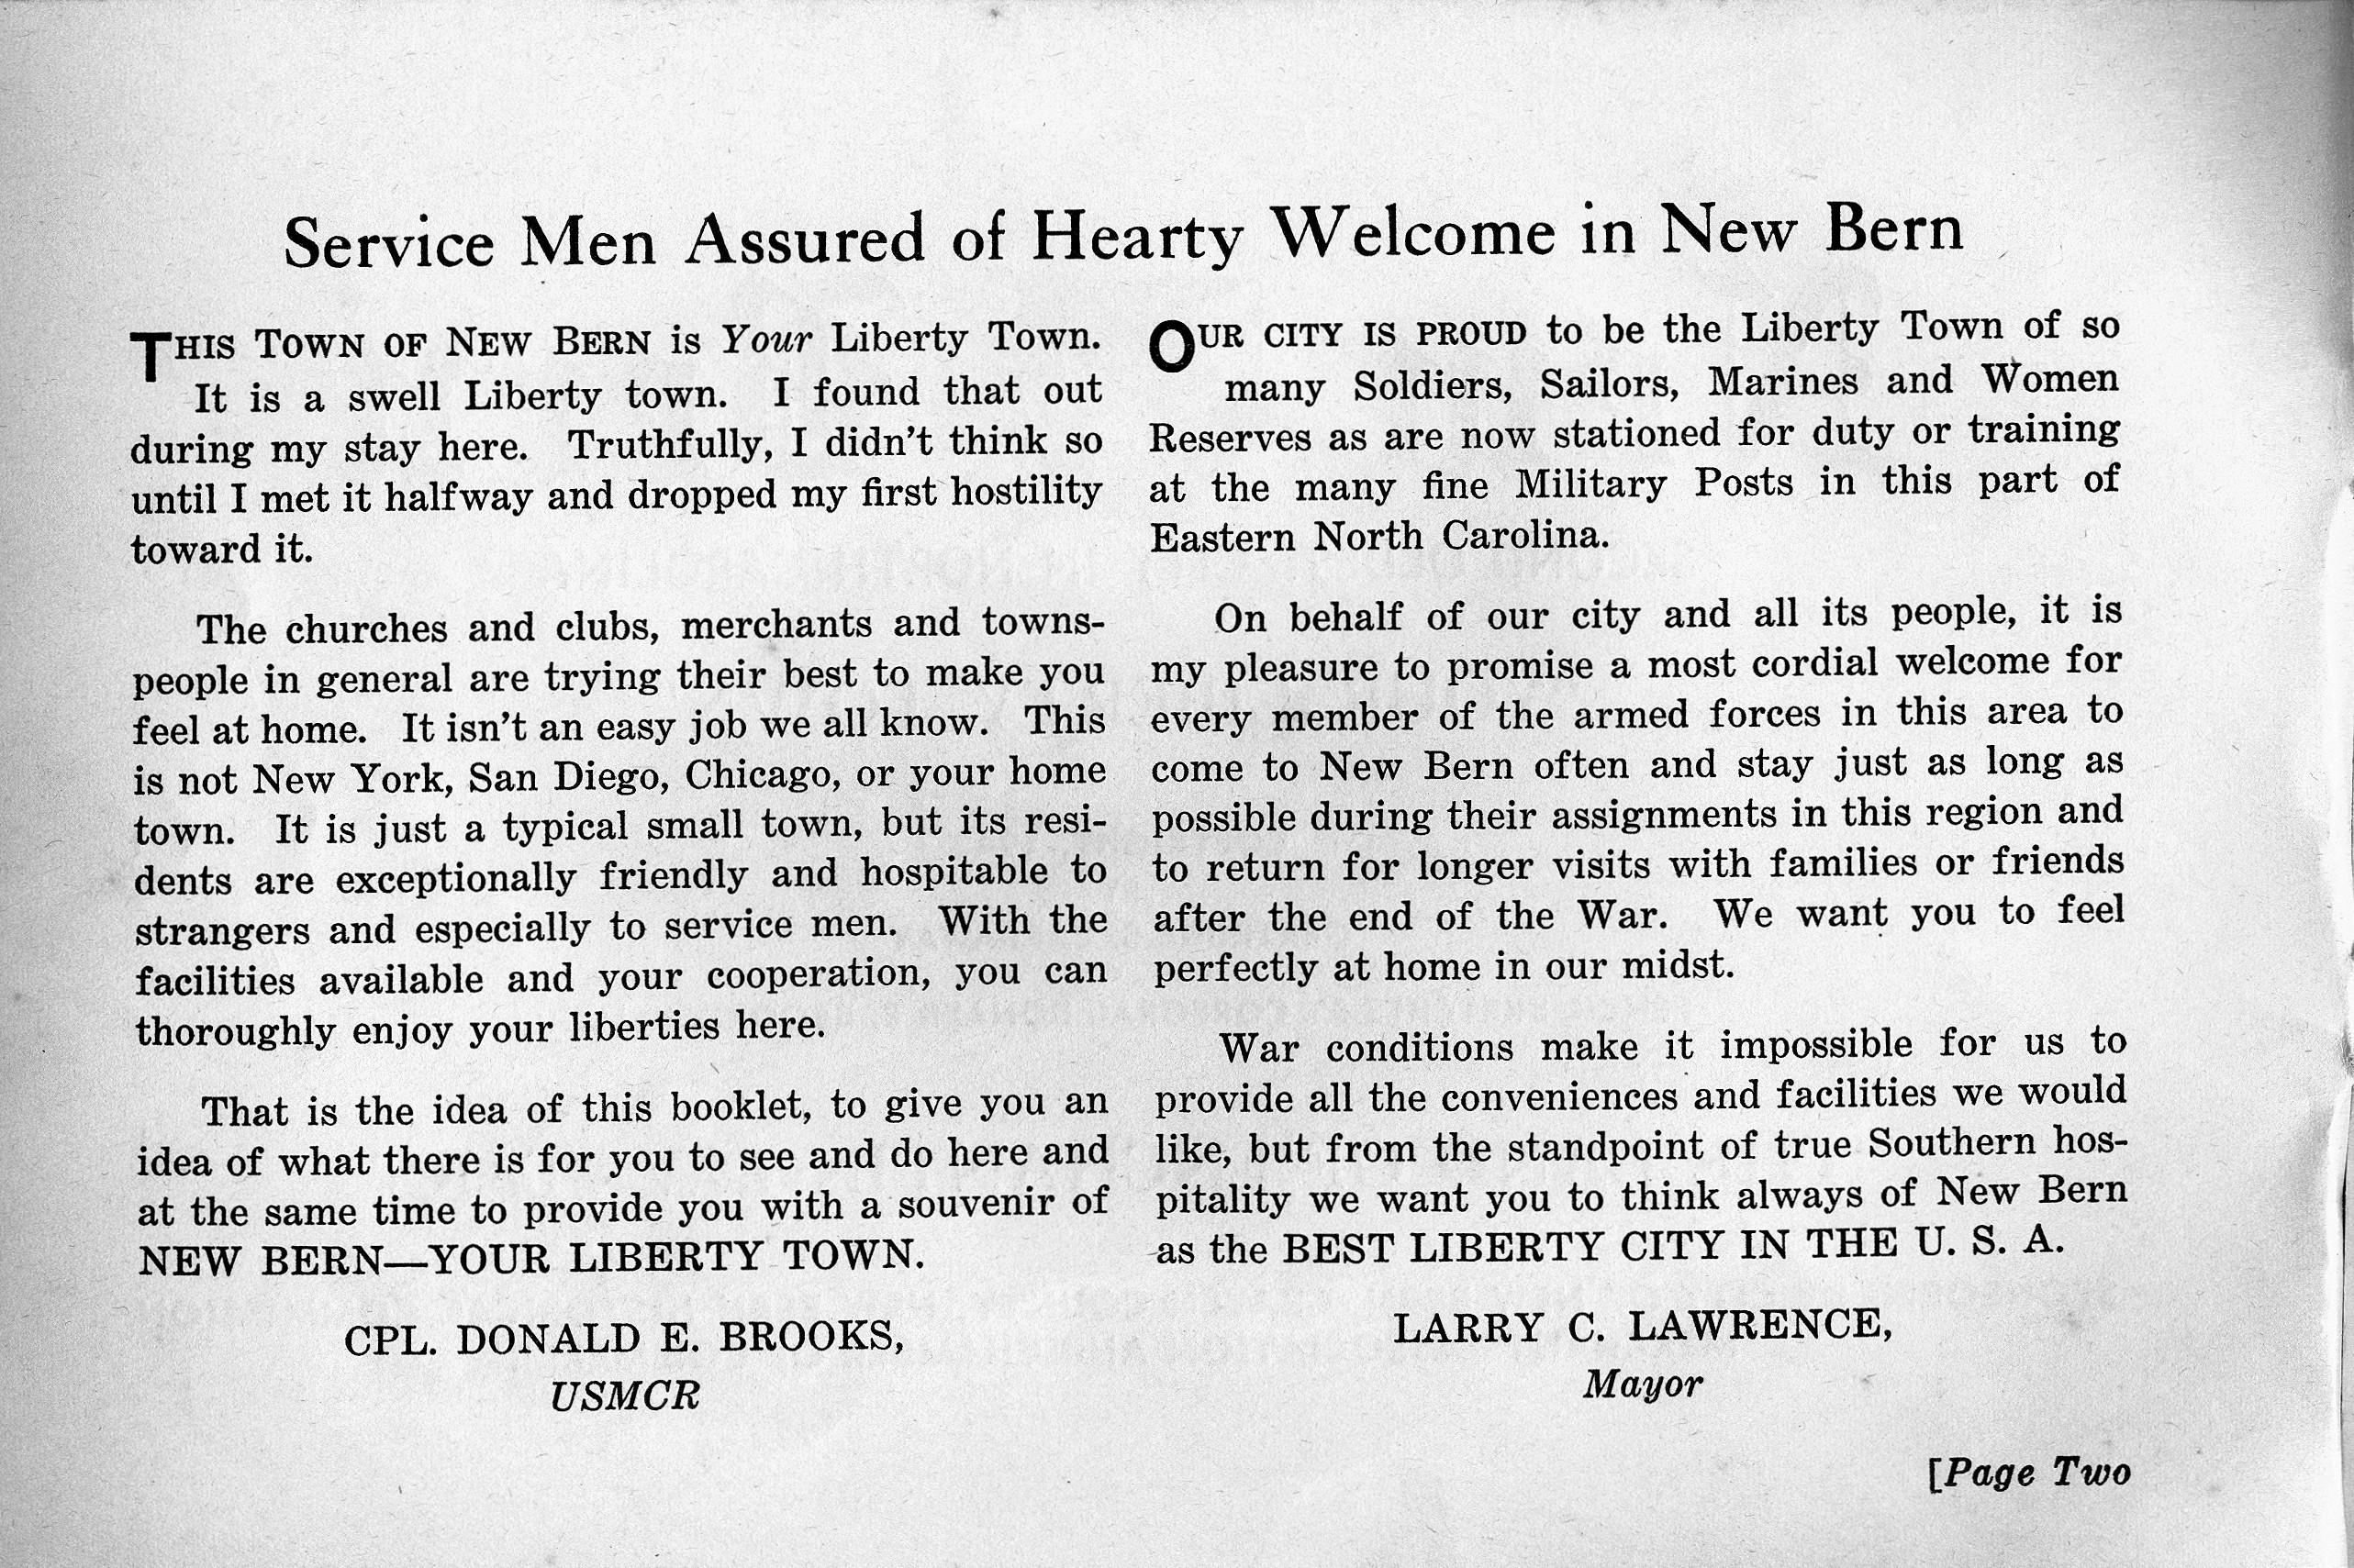 Service Men Assured of Hearty Welcome in New Bern
THIS TOWN OF NEW BERN is Your Liberty Town.
It is a swell Liberty town. I found that out
during my stay here. Truthfully, I didn't think so
until I met it halfway and dropped my first hostility
toward it.
The churches and clubs, merchants and towns-
people in general are trying their best to make you
feel at home. It isn't an easy job we all know. This
is not New York, San Diego, Chicago, or your home
town. It is just a typical small town, but its resi-
dents are exceptionally friendly and hospitable to
strangers and especially to service men. With the
facilities available and your cooperation, you can
thoroughly enjoy your liberties here.
That is the idea of this booklet, to give you an
idea of what there is for you to see and do here and
at the same time to provide you with a souvenir of
NEW BERN—YOUR LIBERTY TOWN.
CPL. DONALD E. BROOKS,
USMCR
OUR CITY IS PROUD to be the Liberty Town of so
many Soldiers, Sailors, Marines and Women
Reserves as are now stationed for duty or training
at the many fine Military Posts in this part of
Eastern North Carolina.
On behalf of our city and all its people, it is
my pleasure to promise a most cordial welcome for
every member of the armed forces in this area to
come to New Bern often and stay just as long as
possible during their assignments in this region and
to return for longer visits with families or friends
after the end of the War. We want you to feel
perfectly at home in our midst.
War conditions make it impossible for us to
provide all the conveniences and facilities we would
like, but from the standpoint of true Southern hos-
pitality we want you to think always of New Bern
as the BEST LIBERTY CITY IN THE U. S. A.
LARRY C. LAWRENCE,
Mayor
[Page Two